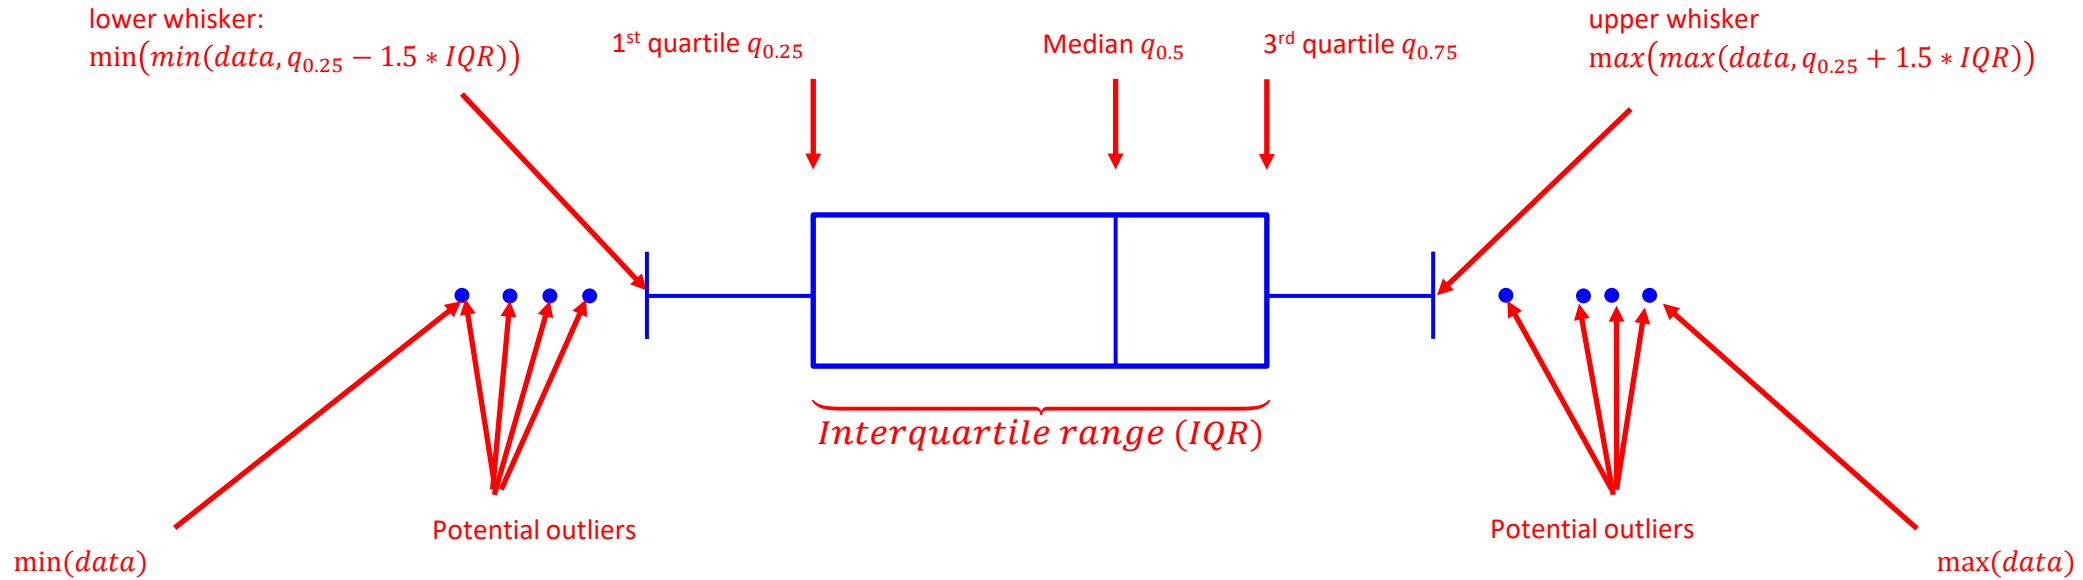 lower whisker:
min(min(data, q0.25 − 1.5 ∗ IQR))
1st quartile q0.25
Median q0.5
3rd quartile q0.75
upper whisker
max(max(data, q0.25 + 1.5 ∗ IQR))
Interquartile range (IQR)
Potential outliers
Potential outliers
min(data)
max(data)